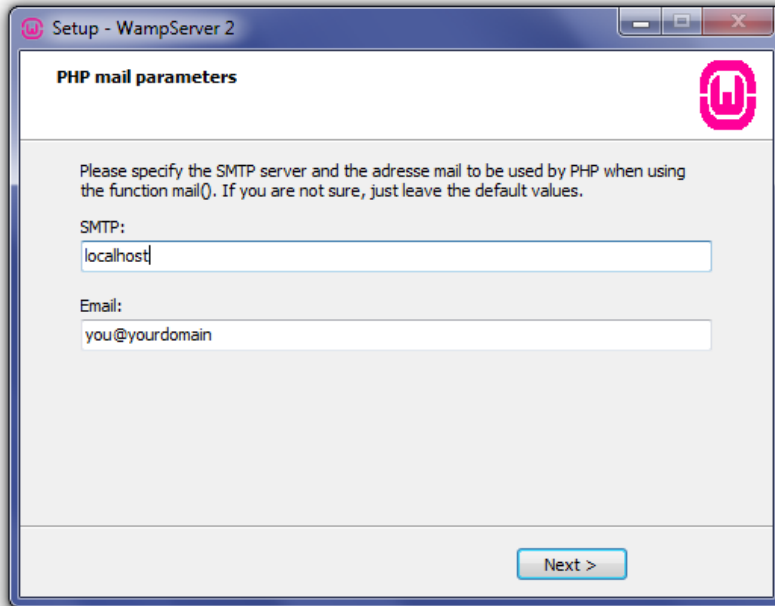 Setup - WampServer 2
PHP mail parameters
Please specify the SMTP server and the adresse mail to be used by PHP when using
the function mail(). If you are not sure, just leave the default values.
SMTP:
localhost
Email:
you@yourdomain
Next >